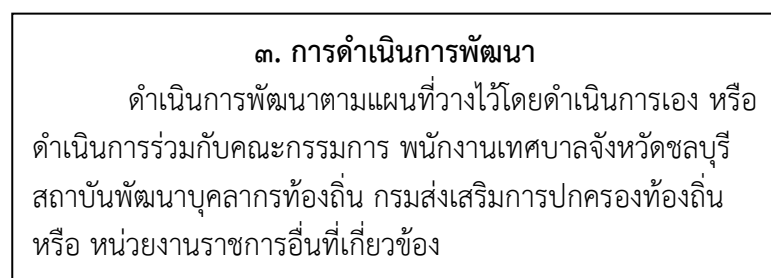 ๓. การดำเนินการพัฒนา
ดำเนินการพัฒนาตามแผนที่วางไว้โดยดำเนินการเอง หรือ
ดำเนินการร่วมกับคณะกรรมการ พนักงานเทศบาลจังหวัดชลบุรี
สถาบันพัฒนาบุคลากรท้องถิ่น กรมส่งเสริมการปกครองท้องถิ่น
หรือ หน่วยงานราชการอื่นที่เกี่ยวข้อง